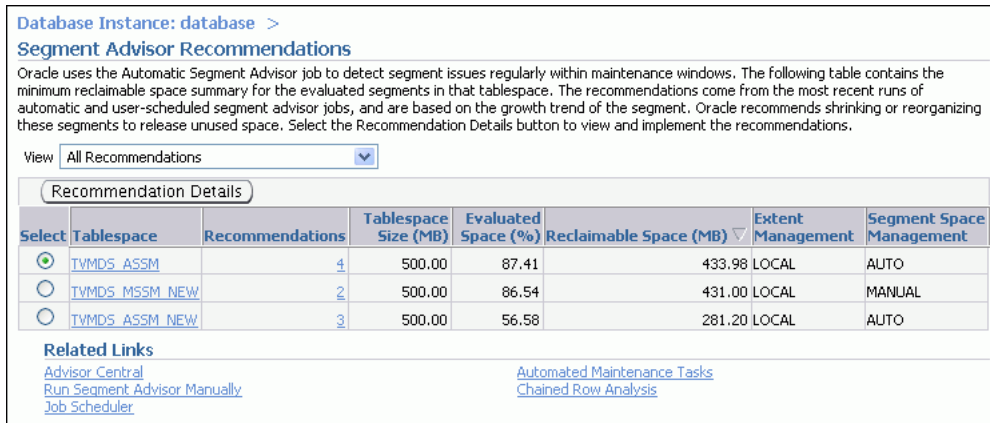 Database Instance: database >
Segment Advisor Recommendations
Oracle uses the Automatic Segment Advisor job to detect segment issues regularly within maintenance windows. The following table contains the
minimum reclaimable space summary for the evaluated segments in that tablespace. The recommendations come from the most recent runs of
automatic and user-scheduled segment advisor jobs, and are based on the growth trend of the segment. Oracle recommends shrinking or reorganizing
these segments to release unused space. Select the Recommendation Details button to view and implement the recommendations.
View All Recommendations
Recommendation Details
Select Tablespace Recommendations Tablespace Size (MB) Evaluated Space (%) Reclaimable Space (MB) Extent Management Segment Space Management
TVMDS_ASSM 4 500.00 87.41 433.98 LOCAL AUTO
TVMDS_MSSM_NEW 2 500.00 86.54 431.00 LOCAL MANUAL
TVMDS_ASSM_NEW 3 500.00 56.58 281.20 LOCAL AUTO
Related Links
Advisor Central Automated Maintenance Tasks
Run Segment Advisor Manually Chained Row Analysis
Job Scheduler